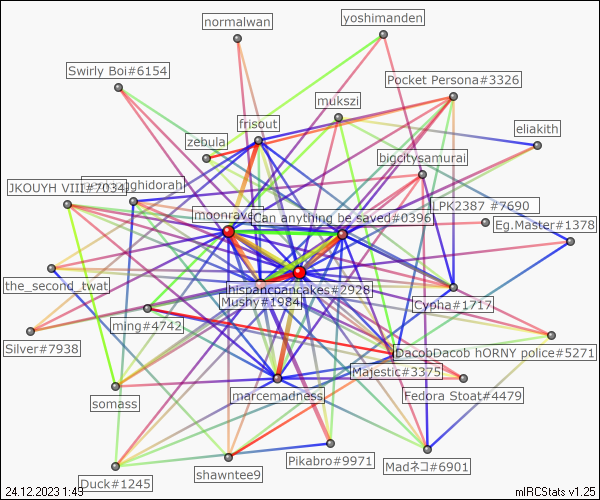 normalwan
yoshimanden
Swirly Boi#6154
Pocket Persona#3326
mukszi
frisout
eliakith
zebula
bigcitysamurai
JKOUYH VIII#7034
ghidorah
LPK2387 #7690
moonrave
Can anything be saved#0396
Eg.Master#1378
the_second_twat
hispancpancakes#2928
Mushy#1984
Cypha#1717
ming#4742
Silver#7938
DacobDacob hORNY police#5271
Majestic#3375
somass
marcemadness
Fedora Stoat#4479
Pikabro#9971
Madネコ#6901
Duck#1245
shawntee9
24.12.2023 1:43
mIRCStats v1.25